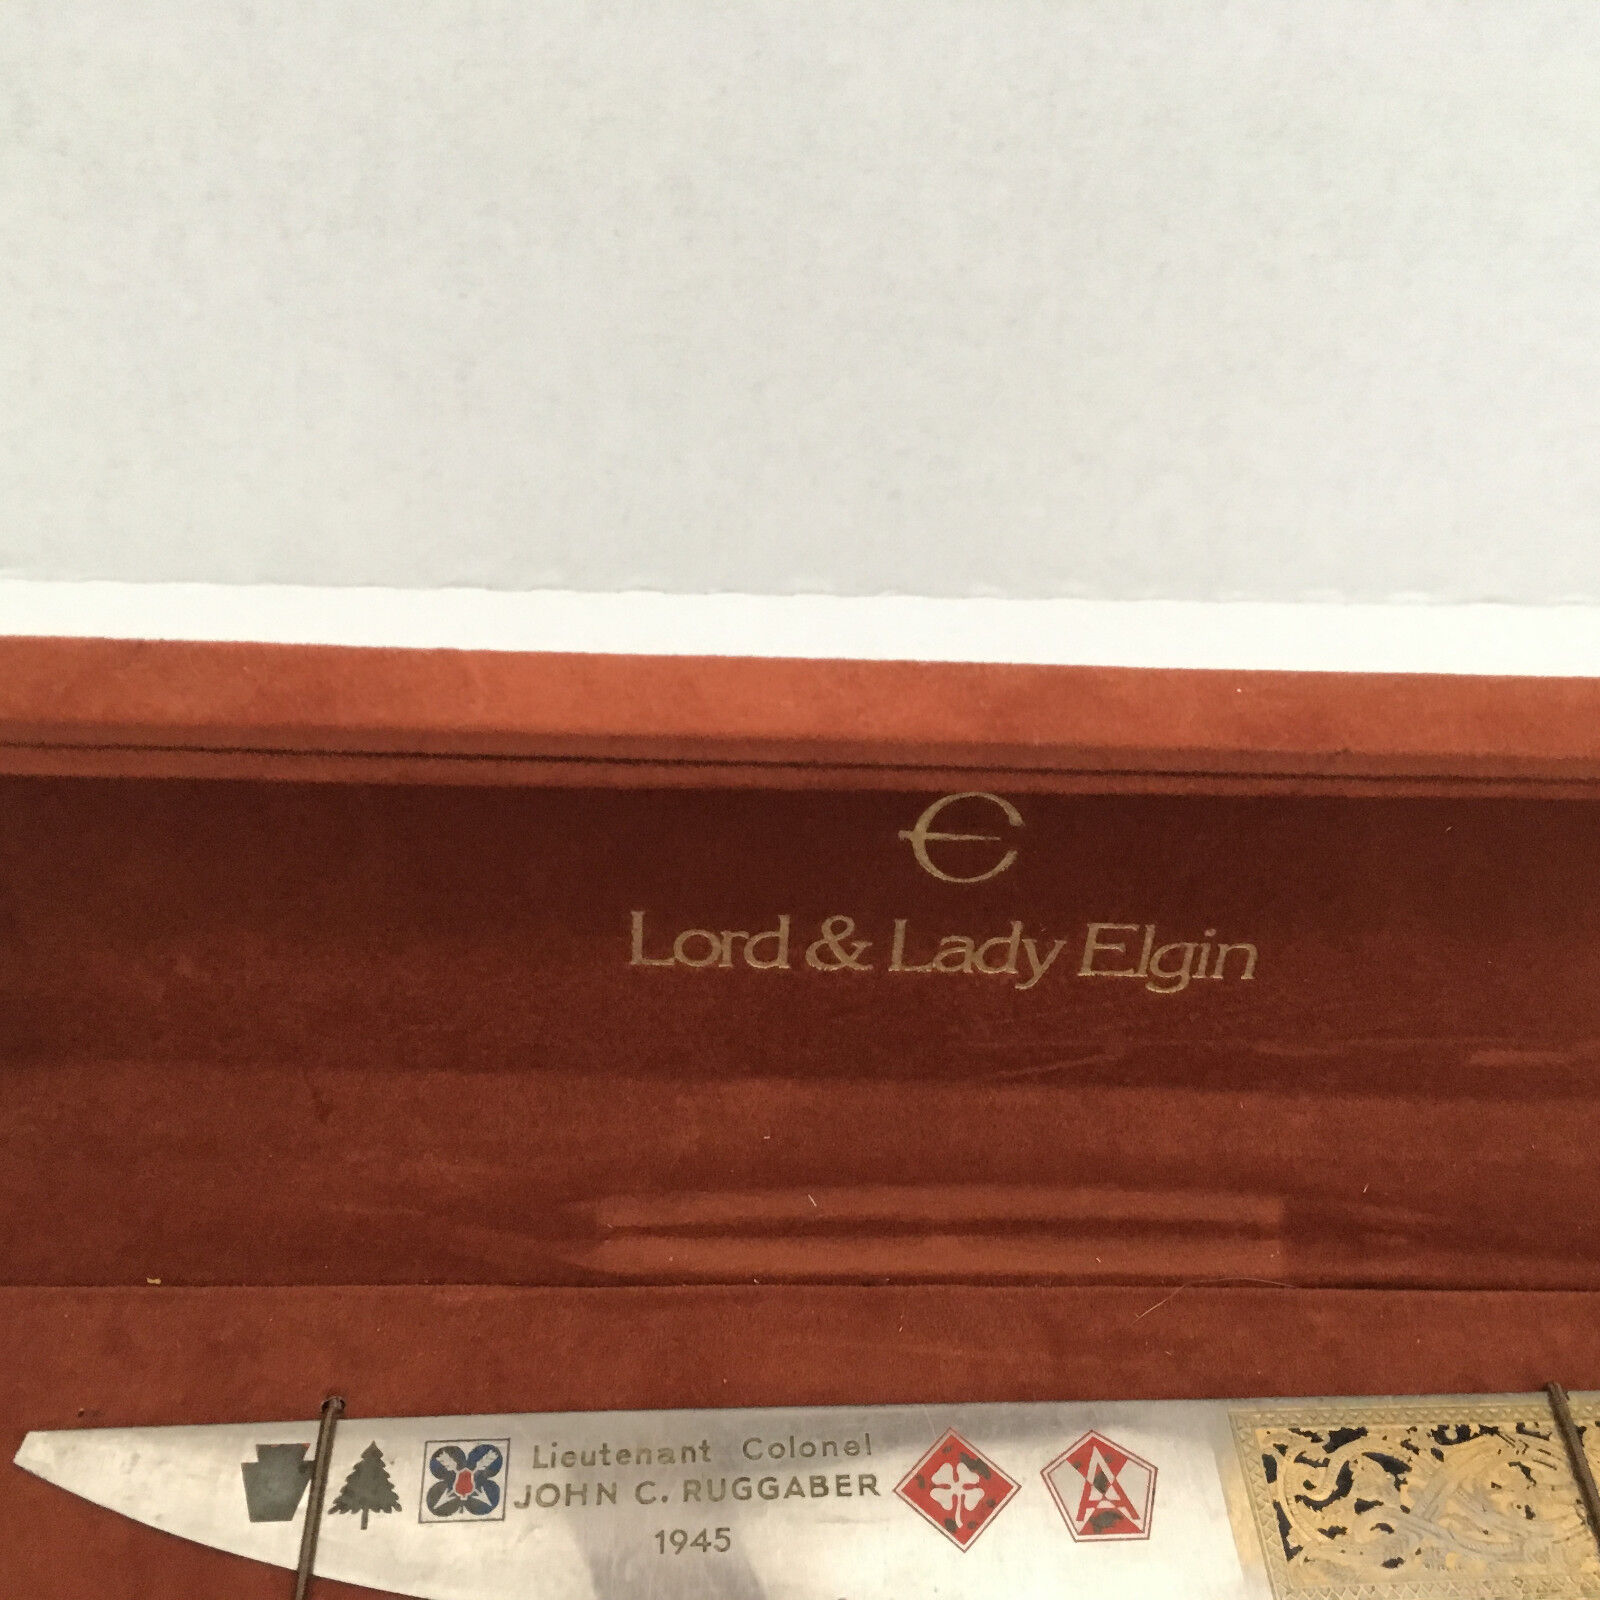 Lord & Lady Elgin
Lieutenant Colonel
JOHN C. RUGGABER
1945
A